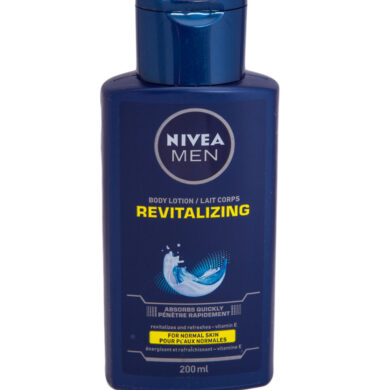 NIVEA
MEN
BODY LOTION / LAIT CORPS
REVITALIZING
ABSORBS QUICKLY
PÉNÈTRE RAPIDEMENT
revitalizes and refreshes - vitamin E
FOR NORMAL SKIN
POUR PEAUX NORMALES
énergisant et rafraîchissant - vitamine E
200ml